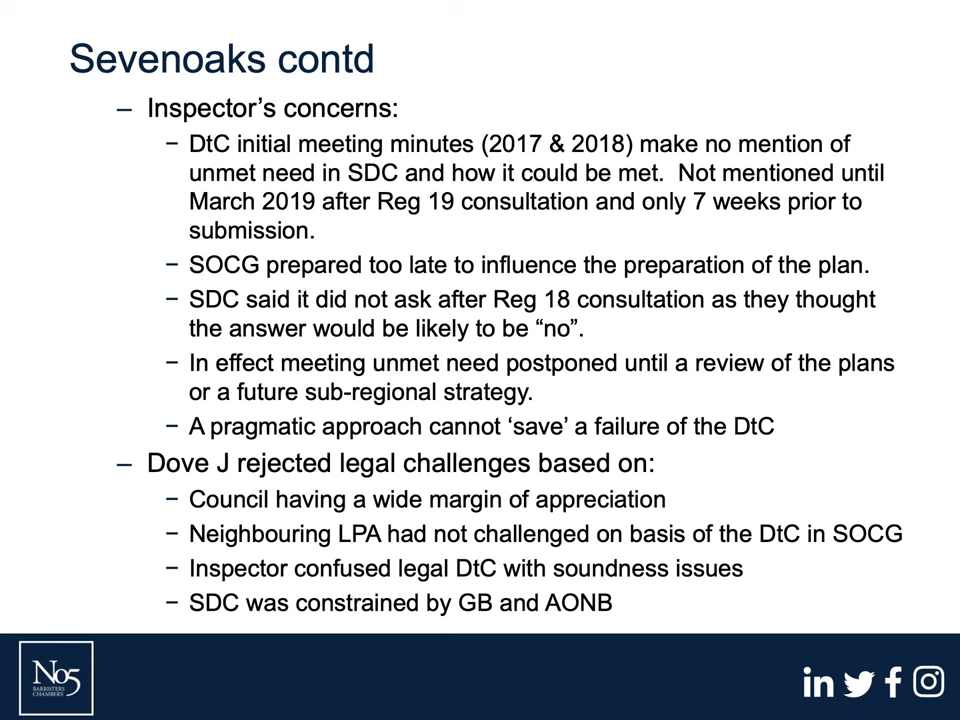 Sevenoaks contd
– Inspector’s concerns:
− DtC initial meeting minutes (2017 & 2018) make no mention of
unmet need in SDC and how it could be met.  Not mentioned until
March 2019 after Reg 19 consultation and only 7 weeks prior to
submission.
− SOCG prepared too late to influence the preparation of the plan.
− SDC said it did not ask after Reg 18 consultation as they thought
the answer would be likely to be “no”.
− In effect meeting unmet need postponed until a review of the plans
or a future sub-regional strategy.
− A pragmatic approach cannot ‘save’ a failure of the DtC
– Dove J rejected legal challenges based on:
− Council having a wide margin of appreciation
− Neighbouring LPA had not challenged on basis of the DtC in SOCG
− Inspector confused legal DtC with soundness issues
− SDC was constrained by GB and AONB
No5
BARRISTERS
CHAMBERS
in
f